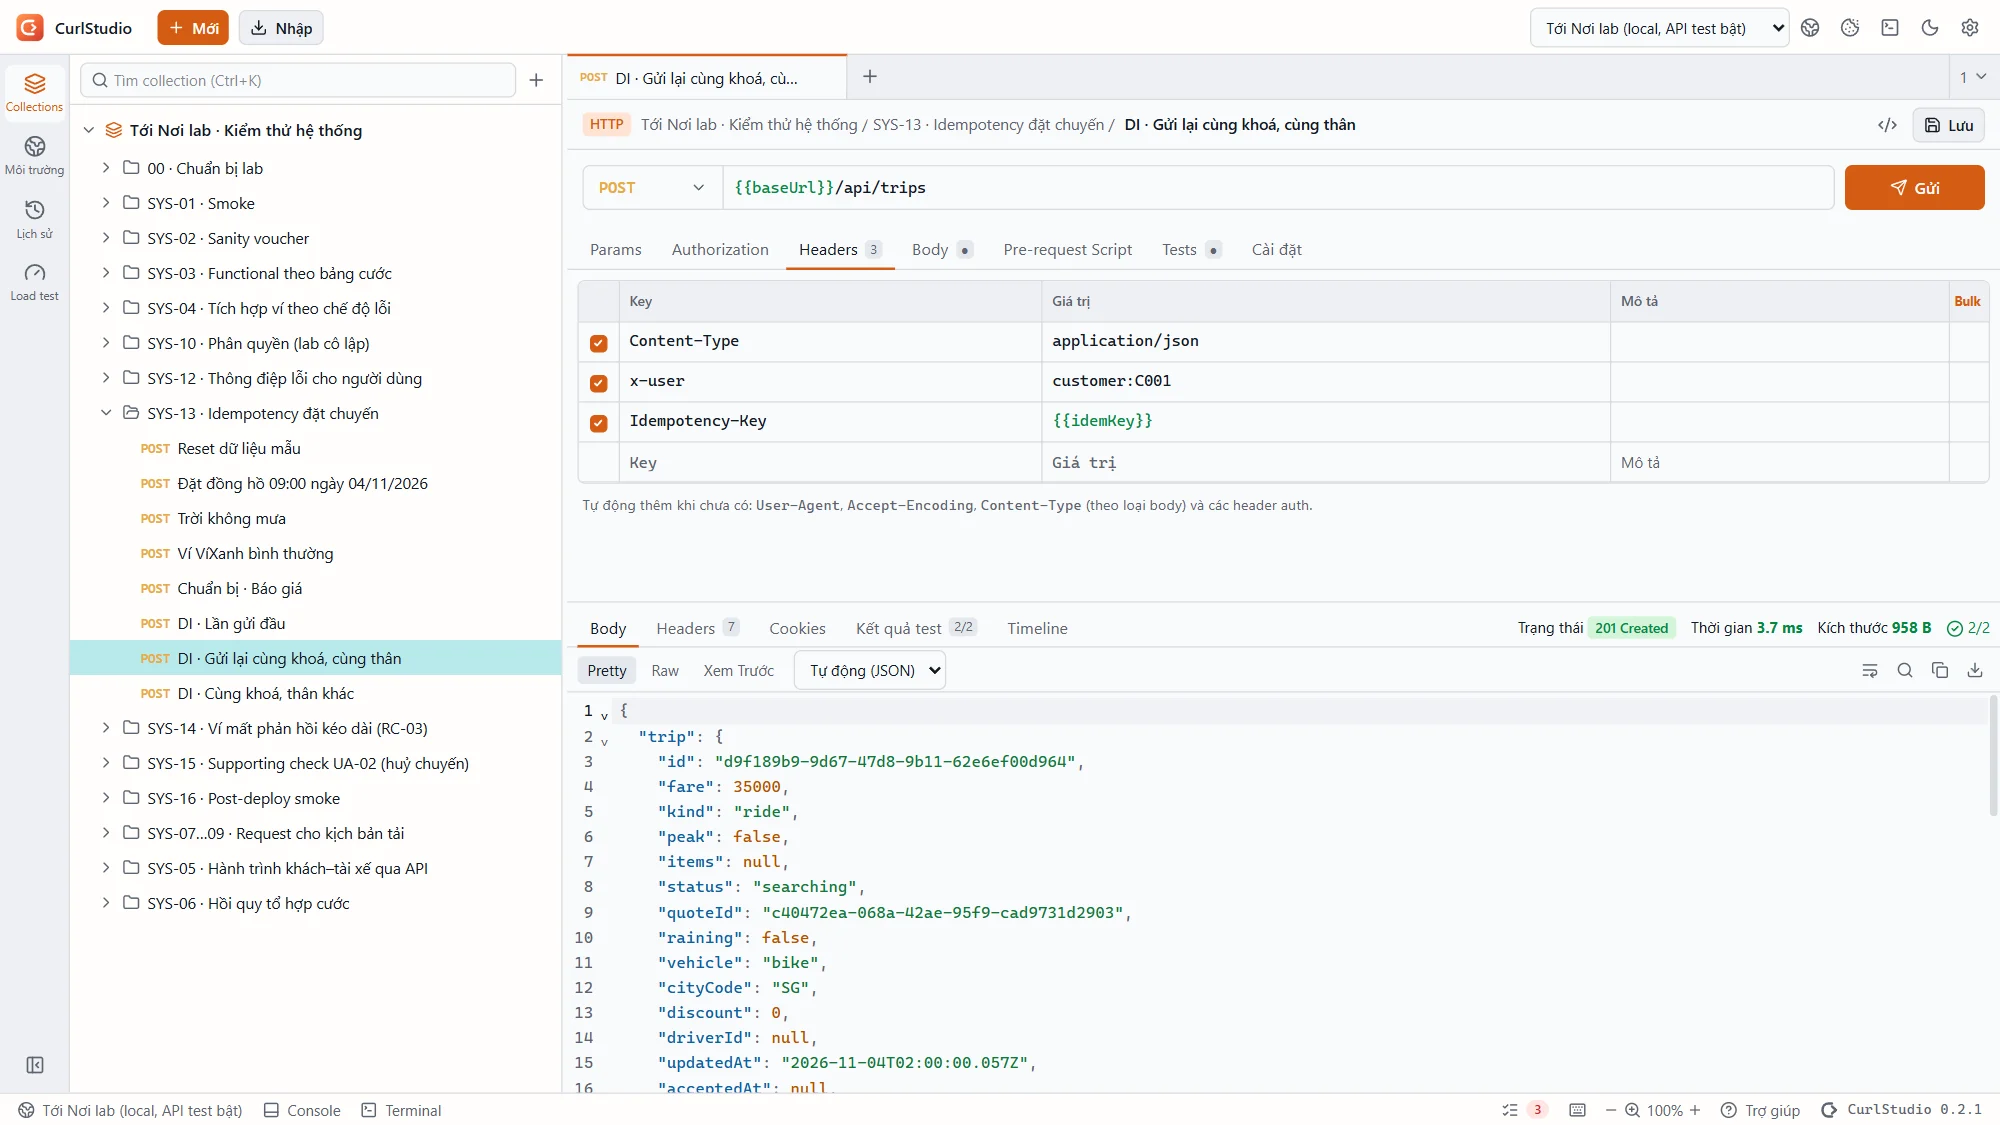 CurlStudio
Mới
Nhập
Tới Nơi lab (local, API test bật)
Collections
Môi trường
Lịch sử
Load test
Tìm collection (Ctrl+K)
Tới Nơi lab · Kiểm thử hệ thống
00 · Chuẩn bị lab
SYS-01 · Smoke
SYS-02 · Sanity voucher
SYS-03 · Functional theo bảng cước
SYS-04 · Tích hợp ví theo chế độ lỗi
SYS-10 · Phân quyền (lab cô lập)
SYS-12 · Thông điệp lỗi cho người dùng
SYS-13 · Idempotency đặt chuyến
POST Reset dữ liệu mẫu
POST Đặt đồng hồ 09:00 ngày 04/11/2026
POST Trời không mưa
POST Ví VíXanh bình thường
POST Chuẩn bị · Báo giá
POST DI · Lần gửi đầu
POST DI · Gửi lại cùng khoá, cùng thân
POST DI · Cùng khoá, thân khác
SYS-14 · Ví mất phản hồi kéo dài (RC-03)
SYS-15 · Supporting check UA-02 (huỷ chuyến)
SYS-16 · Post-deploy smoke
SYS-07...09 · Request cho kịch bản tải
SYS-05 · Hành trình khách–tài xế qua API
SYS-06 · Hồi quy tổ hợp cước
POST DI · Gửi lại cùng khoá, cù...
1
HTTP Tới Nơi lab · Kiểm thử hệ thống / SYS-13 · Idempotency đặt chuyến / DI · Gửi lại cùng khoá, cùng thân
Lưu
POST {{baseUrl}}/api/trips
Gửi
Params Authorization Headers 3 Body Pre-request Script Tests Cài đặt
Key Giá trị Mô tả Bulk
Content-Type application/json
x-user customer:C001
Idempotency-Key {{idemKey}}
Key Giá trị Mô tả
Tự động thêm khi chưa có: User-Agent, Accept-Encoding, Content-Type (theo loại body) và các header auth.
Body Headers 7 Cookies Kết quả test 2/2 Timeline
Trạng thái 201 Created Thời gian 3.7 ms Kích thước 958 B 2/2
Pretty Raw Xem Trước Tự động (JSON)
1 {
2 "trip": {
3 "id": "d9f189b9-9d67-47d8-9b11-62e6ef00d964",
4 "fare": 35000,
5 "kind": "ride",
6 "peak": false,
7 "items": null,
8 "status": "searching",
9 "quoteId": "c40472ea-068a-42ae-95f9-cad9731d2903",
10 "raining": false,
11 "vehicle": "bike",
12 "cityCode": "SG",
13 "discount": 0,
14 "driverId": null,
15 "updatedAt": "2026-11-04T02:00:00.057Z",
16 "acceptedAt": null,
Tới Nơi lab (local, API test bật) Console Terminal
3 100% Trợ giúp CurlStudio 0.2.1